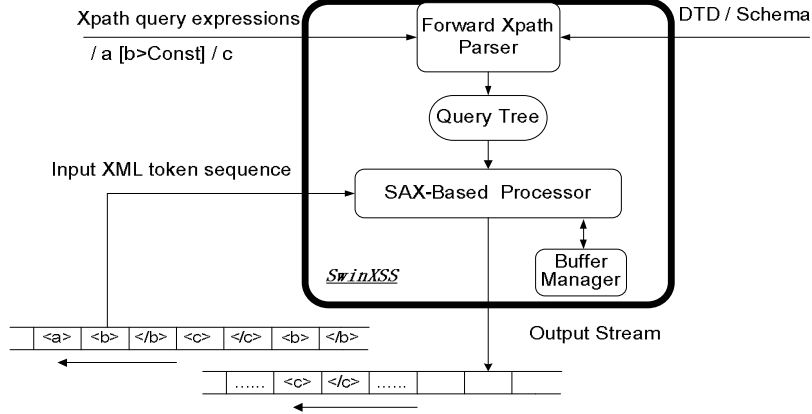 Xpath query expressions
/ a [b>Const] / c
Forward Xpath
Parser
DTD / Schema
Query Tree
Input XML token sequence
SAX-Based Processor
Buffer
Manager
SwinXSS
<a> <b> </b> <c> </c> <b> </b>
Output Stream
...... <c> </c> ......